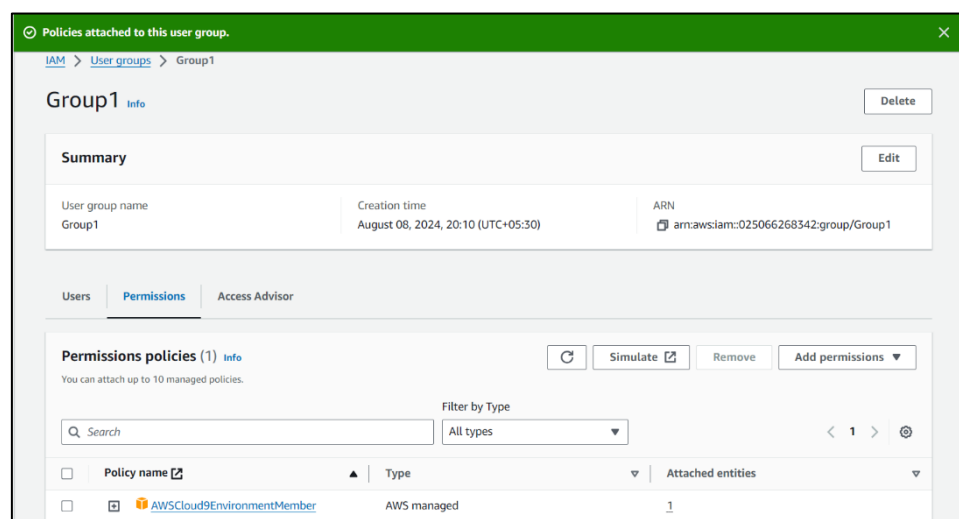 Policies attached to this user group.
IAM > User groups > Group1
Group1 Info
Delete
Summary
Edit
User group name
Group1
Creation time
August 08, 2024, 20:10 (UTC+05:30)
ARN
arn:aws:iam::025066268342:group/Group1
Users
Permissions
Access Advisor
Permissions policies (1) Info
You can attach up to 10 managed policies.
Simulate
Remove
Add permissions
Filter by Type
Search
All types
1
Policy name
Type
Attached entities
AWSCloud9EnvironmentMember
AWS managed
1